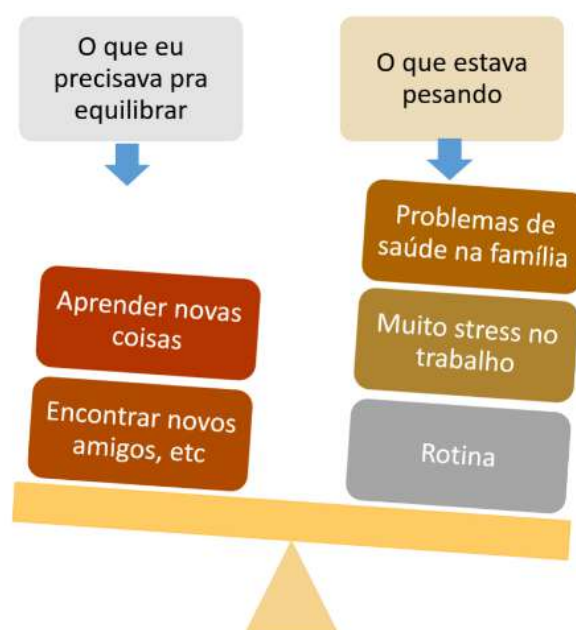 O que eu
precisava pra
equilibrar
O que estava
pesando
Aprender novas
coisas
Encontrar novos
amigos, etc
Problemas de
saúde na família
Muito stress no
trabalho
Rotina